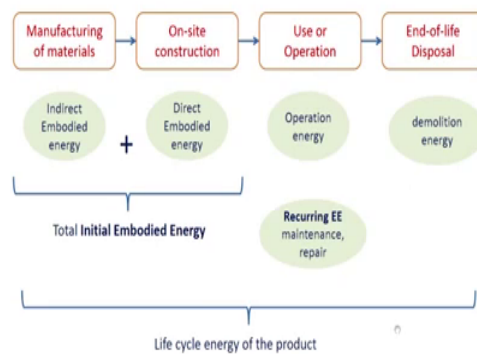 Manufacturing
of materials
On-site
construction
Use or
Operation
End-of-life
Disposal
Indirect
Embodied
energy
+
Direct
Embodied
energy
Operation
energy
demolition
energy
Total Initial Embodied Energy
Recurring EE
maintenance,
repair
Life cycle energy of the product